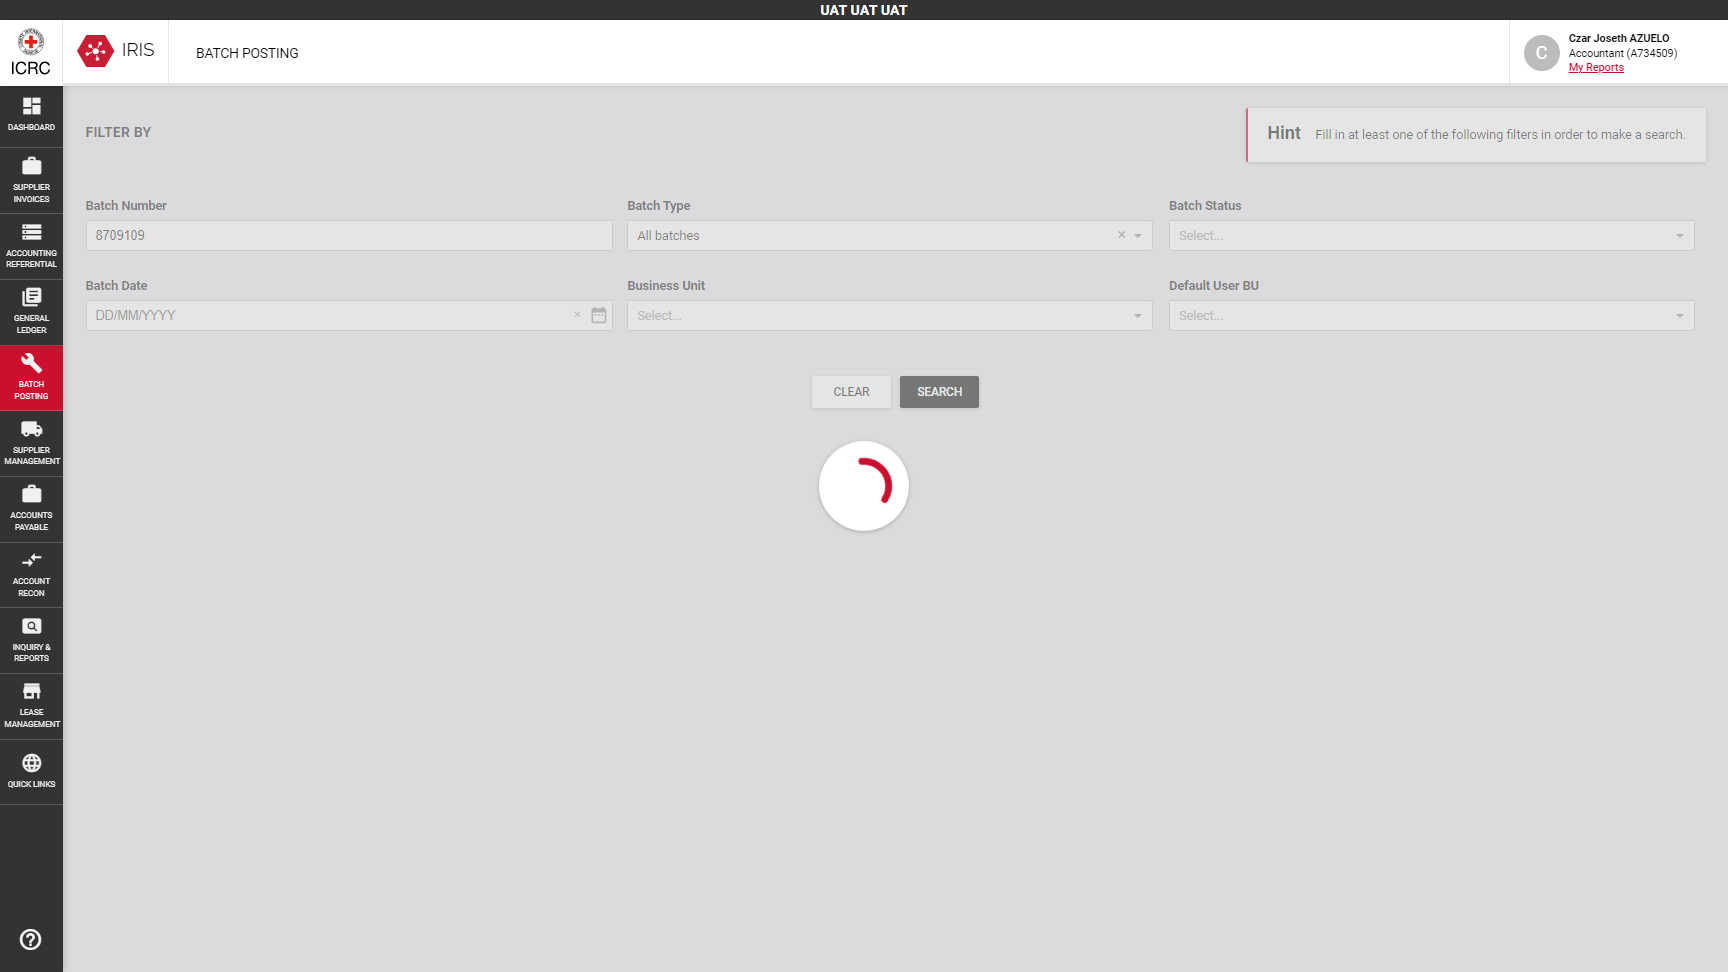 UAT UAT UAT
ICRC
IRIS
BATCH POSTING
C
Czar Joseth AZUELO
Accountant (A734509)
My Reports
DASHBOARD
SUPPLIER
INVOICES
ACCOUNTING
REFERENTIAL
GENERAL
LEDGER
BATCH
POSTING
SUPPLIER
MANAGEMENT
ACCOUNTS
PAYABLE
ACCOUNT
RECON
INQUIRY &
REPORTS
LEASE
MANAGEMENT
QUICK LINKS
FILTER BY
Hint Fill in at least one of the following filters in order to make a search.
Batch Number
8709109
Batch Type
All batches
Batch Status
Select...
Batch Date
DD/MM/YYYY
Business Unit
Select...
Default User BU
Select...
CLEAR
SEARCH